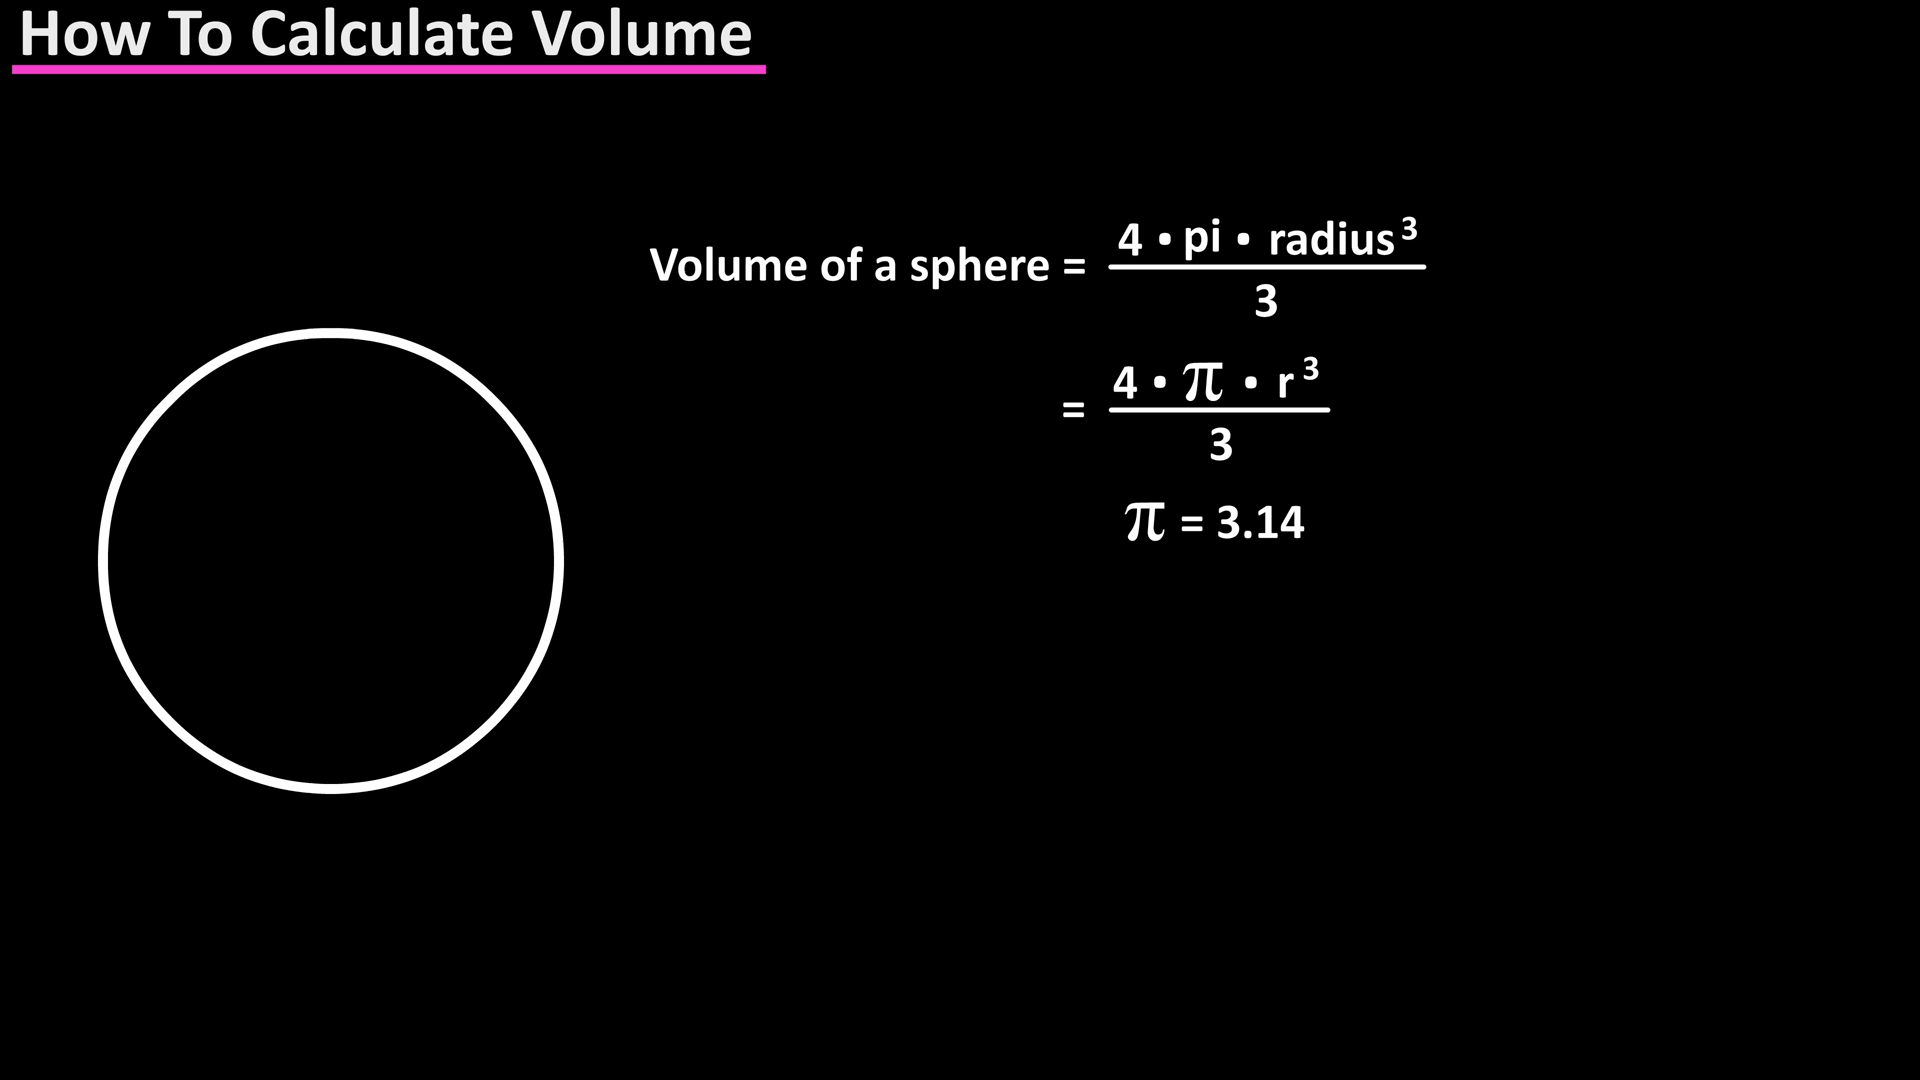 How To Calculate Volume
Volume of a sphere = 4 · pi · radius³ / 3
= 4 · π · r³ / 3
π = 3.14